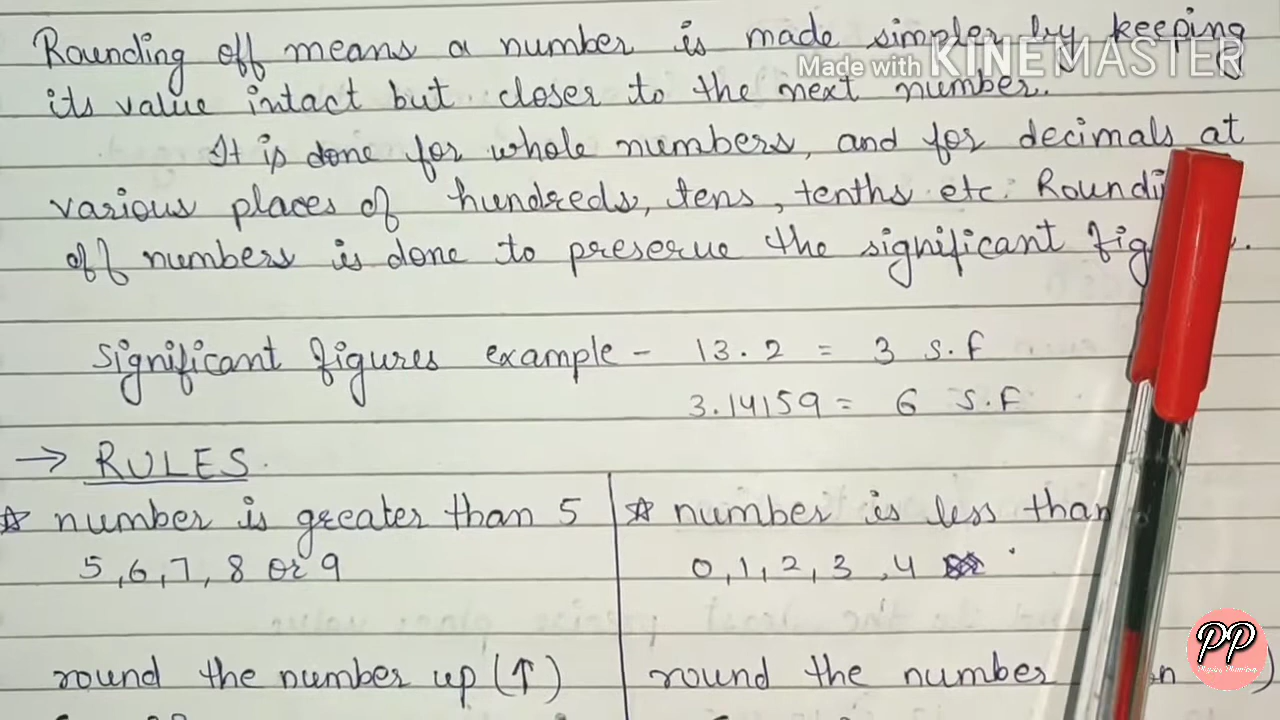 Rounding off means a number is made simpler by keeping
Made with KINEMASTER
its value intact but closer to the next number.
It is done for whole numbers, and for decimals at
various places of hundreds, tens, tenths etc. Roundi
off numbers is done to preserve the significant fig
Significant figures example - 13.2 = 3 S.F
3.14159 = 6 S.F
→ RULES.
☆ number is greater than 5
5, 6, 7, 8 or 9
round the number up (↑)
☆ number is less than
0, 1, 2, 3, 4
round the number n )
PP